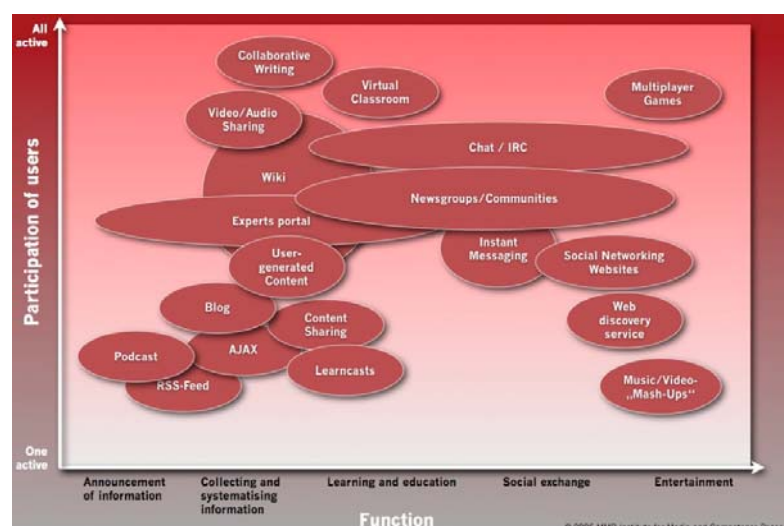 All
active
Collaborative
Writing
Virtual
Classroom
Multiplayer
Games
Video/Audio
Sharing
Chat / IRC
Wiki
Newsgroups/Communities
Experts portal
User-
generated
Content
Instant
Messaging
Social Networking
Websites
Blog
Content
Sharing
Web
discovery
service
Podcast
AJAX
RSS-Feed
Learncasts
Music/Video-
„Mash-Ups“
Participation of users
One
active
Announcement
of information
Collecting and
systematising
information
Learning and education
Social exchange
Entertainment
Function